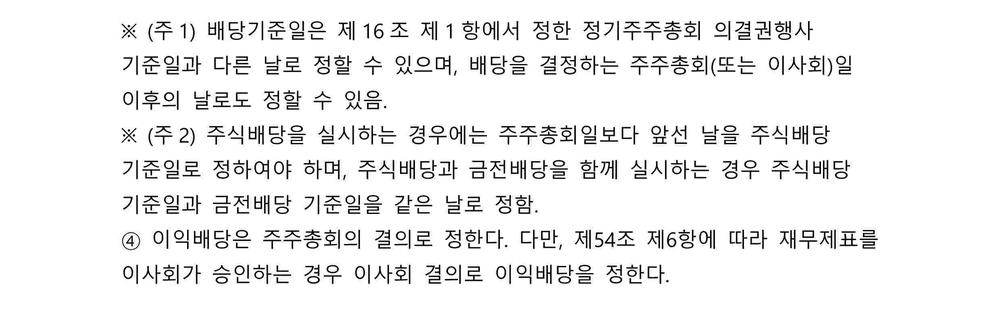 ※ (주 1) 배당기준일은 제 16 조 제 1 항에서 정한 정기주주총회 의결권행사
기준일과 다른 날로 정할 수 있으며, 배당을 결정하는 주주총회(또는 이사회)일
이후의 날로도 정할 수 있음.
※ (주 2) 주식배당을 실시하는 경우에는 주주총회일보다 앞선 날을 주식배당
기준일로 정하여야 하며, 주식배당과 금전배당을 함께 실시하는 경우 주식배당
기준일과 금전배당 기준일을 같은 날로 정함.
④ 이익배당은 주주총회의 결의로 정한다. 다만, 제54조 제6항에 따라 재무제표를
이사회가 승인하는 경우 이사회 결의로 이익배당을 정한다.